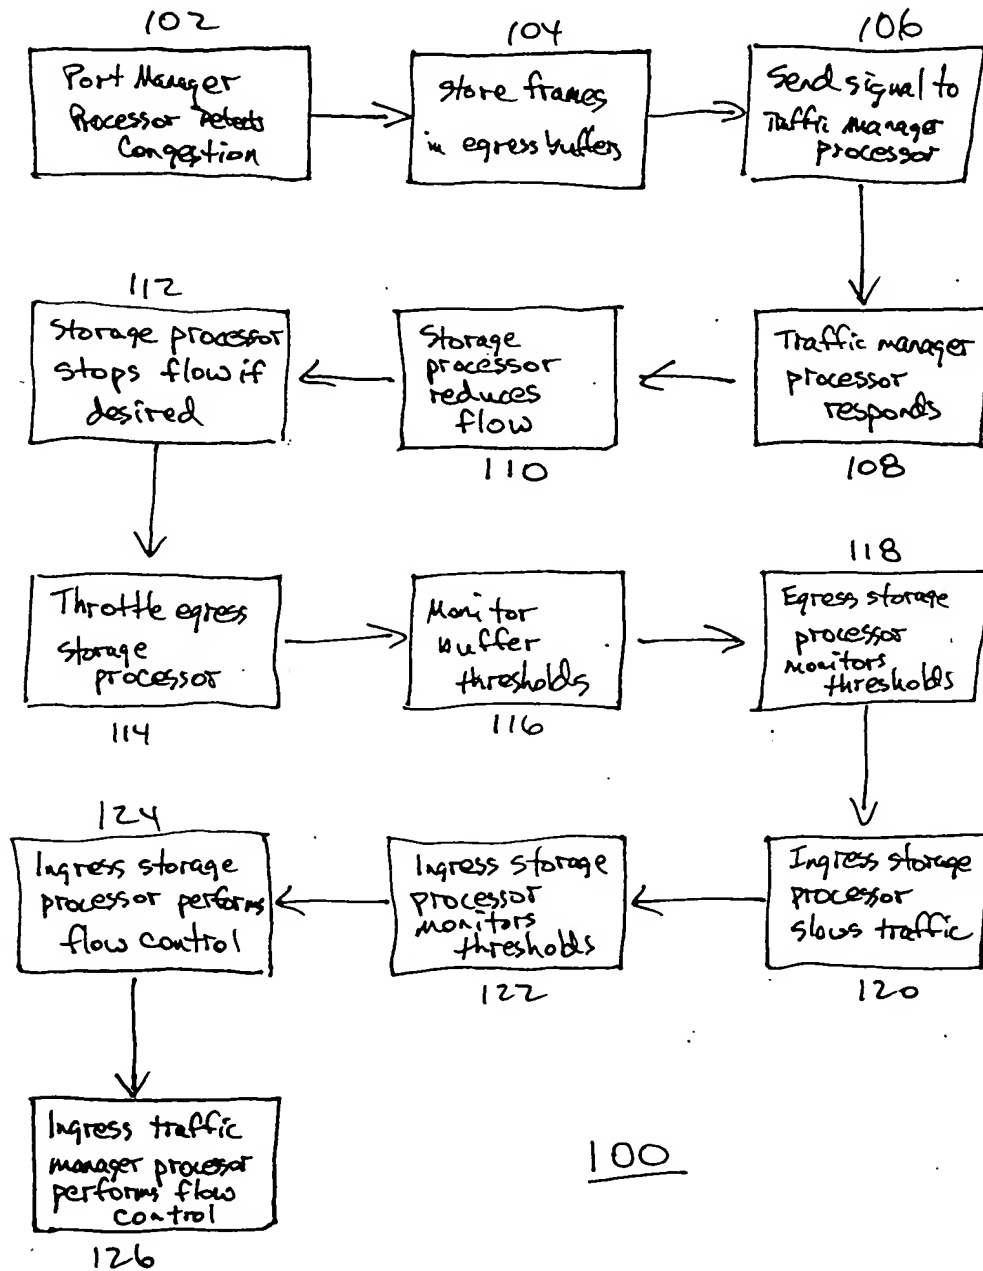 102
Port Manager
Processor Detects
Congestion
104
Store frames
in egress buffers
106
Send signal to
Traffic manager
processor
Traffic manager
processor
responds
108
Storage
processor
reduces
flow
110
112
Storage processor
stops flow if
desired
Throttle egress
storage
processor
114
Monitor
buffer
thresholds
116
118
Egress storage
processor
monitors
thresholds
Ingress storage
processor
slows traffic
120
Ingress storage
processor
monitors
thresholds
122
124
Ingress storage
processor performs
flow control
Ingress traffic
manager processor
performs flow
control
126
100